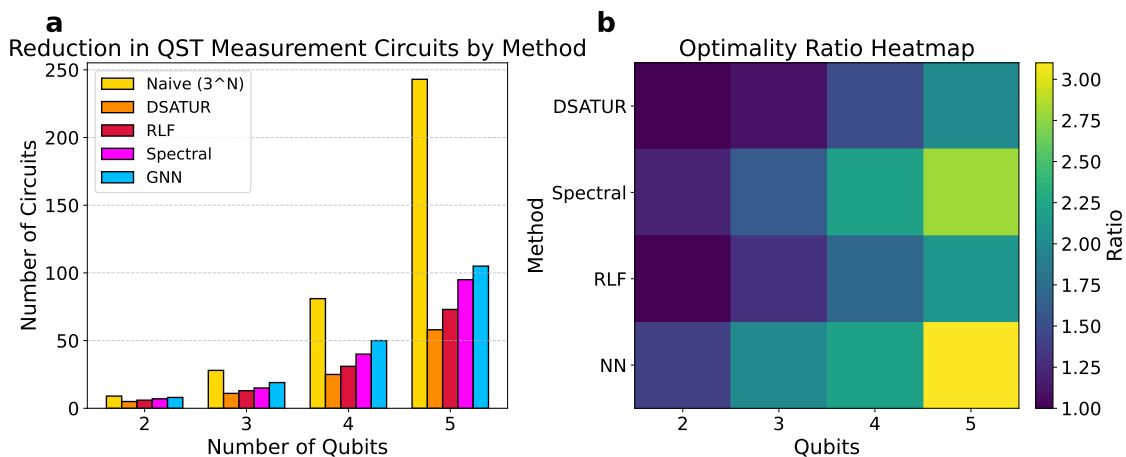 a
Reduction in QST Measurement Circuits by Method
250
200
150
100
50
0
Number of Circuits
Naive (3^N)
DSATUR
RLF
Spectral
GNN
2
3
4
5
Number of Qubits
b
Optimality Ratio Heatmap
Method
DSATUR
Spectral
RLF
NN
2
3
4
5
Qubits
3.00
2.75
2.50
2.25
2.00
1.75
1.50
1.25
1.00
Ratio